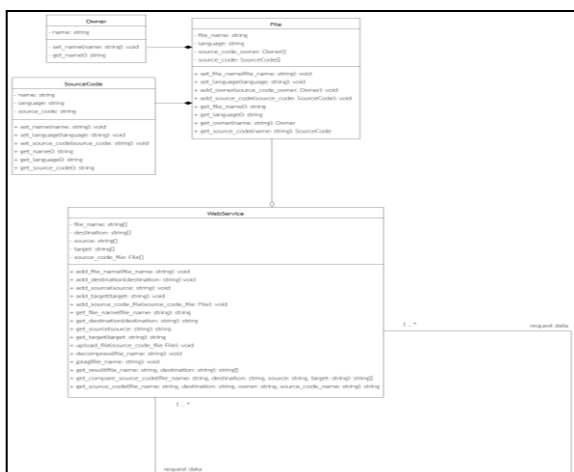 Owner
- name: string
- set_name(name: string): void
- get_name(): string
File
- file_name: string
- language: string
- source_code_owner: Owner[]
- source_code: SourceCode[]
+ set_file_name(file_name: string): void
+ set_language(language: string): void
+ add_owner(source_code_owner: Owner): void
+ add_source_code(source_code: SourceCode): void
+ get_file_name(): string
+ get_language(): string
+ get_owner(name: string): Owner
+ get_source_code(name: string): SourceCode
SourceCode
- name: string
- language: string
- source_code: string
+ set_name(name: string): void
+ set_language(language: string): void
+ set_source_code(source_code: string): void
+ get_name(): string
+ get_language(): string
+ get_source_code(): string
WebService
- file_name: string[]
- destination: string[]
- source: string[]
- target: string[]
- source_code_file: File[]
+ add_file_name(file_name: string): void
+ add_destination(destination: string): void
+ add_source(source: string): void
+ add_target(target: string): void
+ add_source_code_file(source_code_file: File): void
+ get_file_name(file_name: string): string
+ get_destination(destination: string): string
+ get_source(source: string): string
+ get_target(target: string): string
+ upload_file(source_code_file File): void
+ decompress(file_name: string): void
+ jplag(file_name: string): void
+ get_result(file_name: string, destination: string): string[]
+ get_compare_source_code(file_name: string, destination: string, source: string, target: string): string[]
+ get_source_code(file_name: string, destination: string, owner: string, source_code_name: string): string
1 .. *
request data
1 .. *
request data